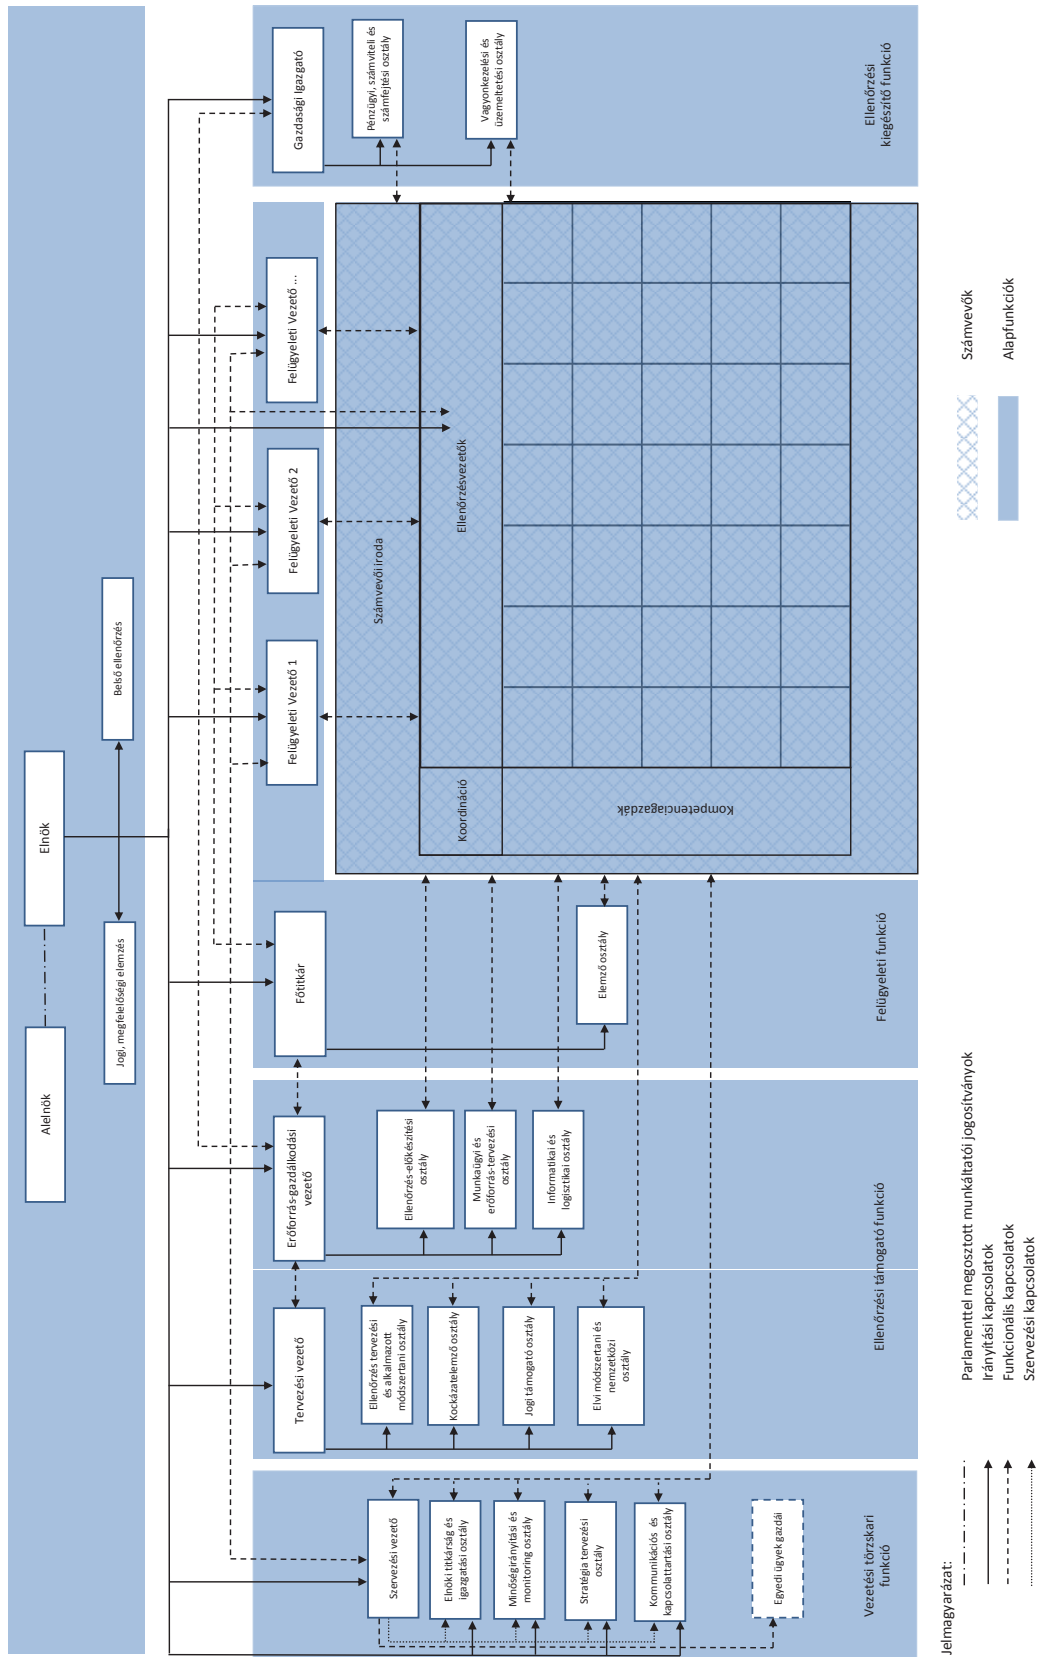 Alelnök
Elnök
Jogi, megfelelőségi elemzés
Belső ellenőrzés
Szervezési vezető
Elnöki titkárság és
igazgatási osztály
Minőségirányítási és
monitoring osztály
Stratégia tervezési
osztály
Kommunikációs és
kapcsolattartási osztály
Egyedi ügyek gazdái
Vezetési törzskari
funkció
Tervezési vezető
Ellenőrzés tervezési
és alkalmazott
módszertani osztály
Kockázatelemző osztály
Jogi támogató osztály
Elvi módszertani és
nemzetközi
osztály
Erőforrás-gazdálkodási
vezető
Ellenőrzés-előkészítési
osztály
Munkaügyi és
erőforrás-tervezési
osztály
Informatikai és
logisztikai osztály
Ellenőrzési támogató funkció
Főtitkár
Elemző osztály
Felügyeleti funkció
Felügyeleti Vezető 1
Felügyeleti Vezető 2
Felügyeleti Vezető ...
Számvevői iroda
Koordináció
Ellenőrzésvezetők
Kompetenciagazdák
Gazdasági Igazgató
Pénzügyi, számviteli és
számfejtési osztály
Vagyonkezelési és
üzemeltetési osztály
Ellenőrzési
kiegészítő funkció
Jelmagyarázat:
Parlamenttel megosztott munkáltatói jogosítványok
Irányítási kapcsolatok
Funkcionális kapcsolatok
Szervezési kapcsolatok
Számvevők
Alapfunkciók